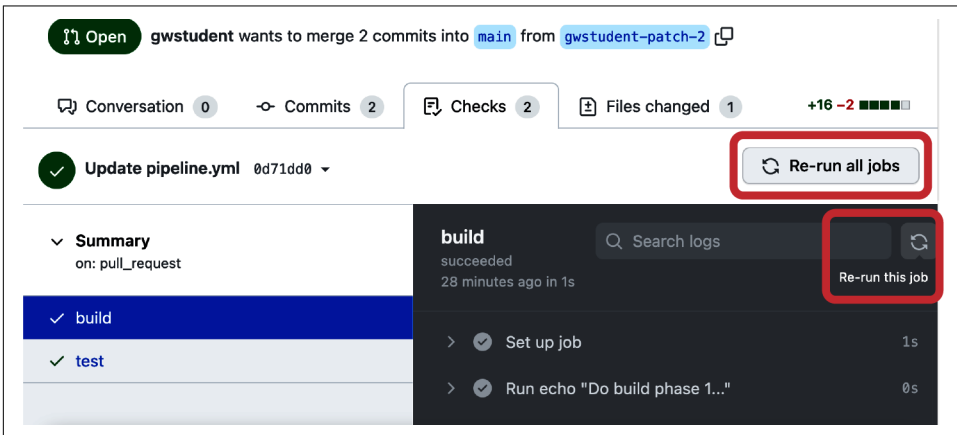 Open gwstudent wants to merge 2 commits into main from gwstudent-patch-2
Conversation 0 Commits 2 Checks 2 Files changed 1 +16 −2
Update pipeline.yml 0d71dd0 Re-run all jobs
Summary
on: pull_request
build
test
build
succeeded
28 minutes ago in 1s
Search logs
Re-run this job
Set up job 1s
Run echo "Do build phase 1..." 0s